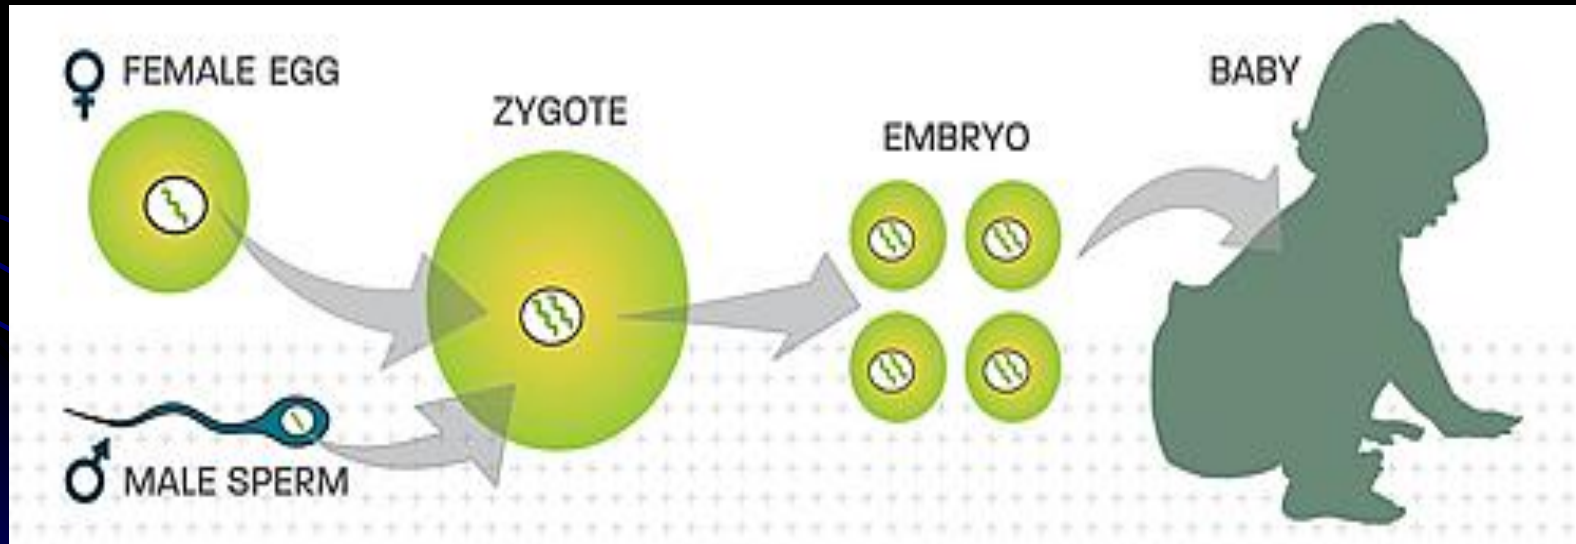 FEMALE EGG
ZYGOTE
EMBRYO
BABY
MALE SPERM